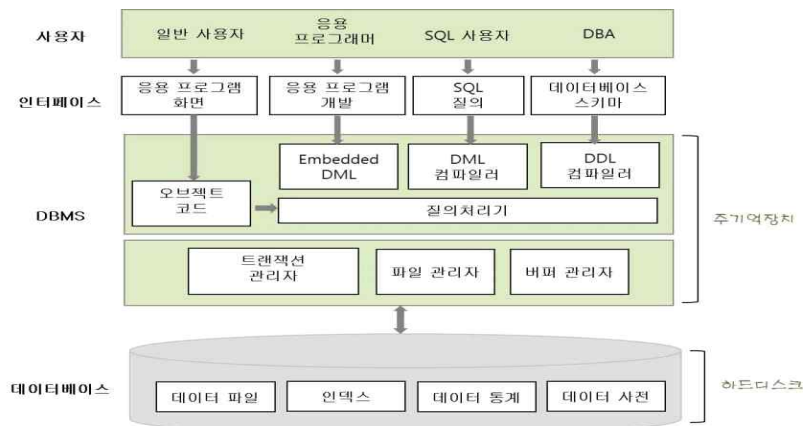 사용자
일반 사용자
응용
프로그래머
SQL 사용자
DBA
인터페이스
응용 프로그램
화면
응용 프로그램
개발
SQL
질의
데이터베이스
스키마
DBMS
Embedded
DML
DML
컴파일러
DDL
컴파일러
오브젝트
코드
질의처리기
주기억장치
트랜잭션
관리자
파일 관리자
버퍼 관리자
데이터베이스
데이터 파일
인덱스
데이터 통계
데이터 사전
하드디스크